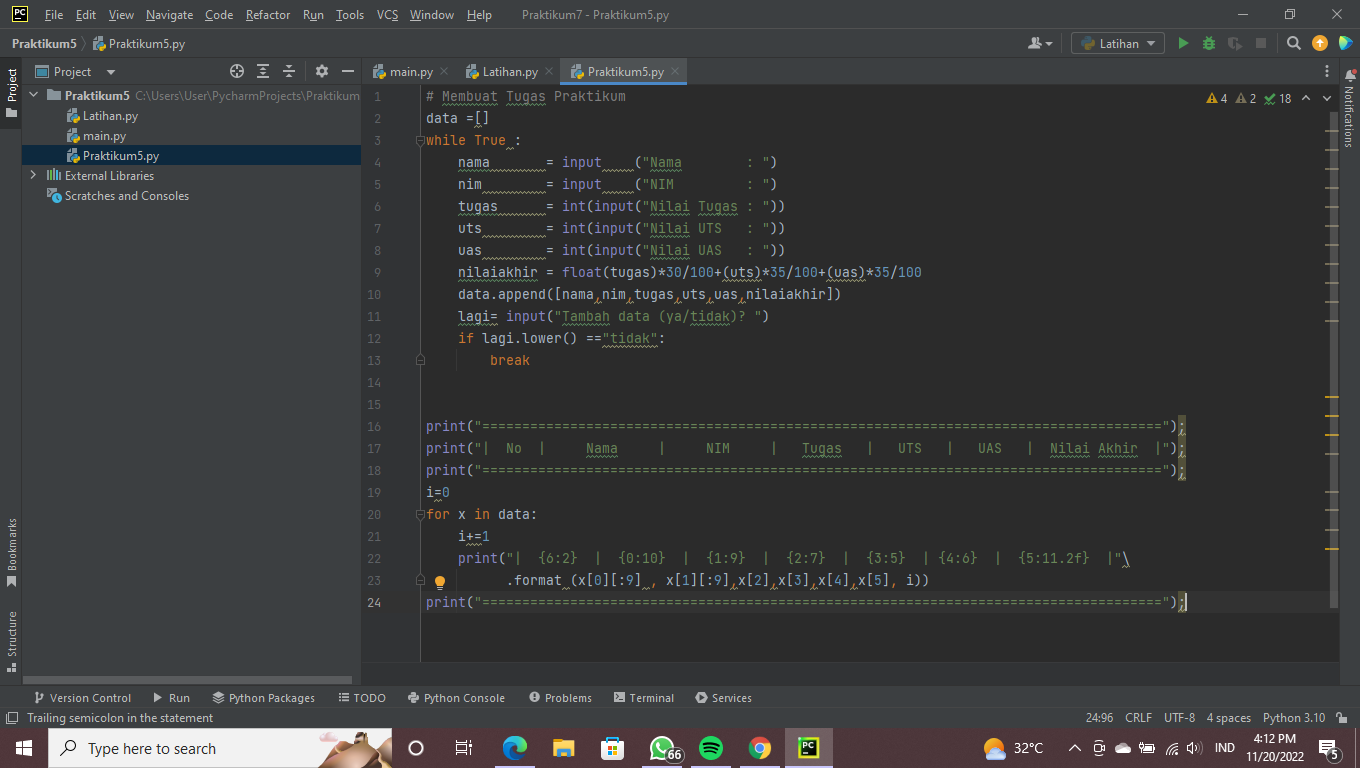 PC File Edit View Navigate Code Refactor Run Tools VCS Window Help Praktikum7 - Praktikum5.py
Praktikum5 Praktikum5.py Latihan
Project Project main.py Latihan.py Praktikum5.py
Praktikum5 C:\Users\User\PycharmProjects\Praktikum
Latihan.py
main.py
Praktikum5.py
External Libraries
Scratches and Consoles
4 2 18
Notifications
1 # Membuat Tugas Praktikum
2 data =[]
3 while True :
4     nama       = input    ("Nama        : ")
5     nim        = input    ("NIM         : ")
6     tugas      = int(input("Nilai Tugas : "))
7     uts        = int(input("Nilai UTS   : "))
8     uas        = int(input("Nilai UAS   : "))
9     nilaiakhir = float(tugas)*30/100+(uts)*35/100+(uas)*35/100
10     data.append([nama,nim,tugas,uts,uas,nilaiakhir])
11     lagi= input("Tambah data (ya/tidak)? ")
12     if lagi.lower() =="tidak":
13         break
14
15
16 print("=====================================================================================");
17 print("|  No  |     Nama     |     NIM     |   Tugas   |   UTS   |   UAS   |  Nilai Akhir  |");
18 print("=====================================================================================");
19 i=0
20 for x in data:
21     i+=1
22     print("|  {6:2}  |  {0:10}  |  {1:9}  |  {2:7}  |  {3:5}  | {4:6}  |  {5:11.2f}  |"\
23           .format (x[0][:9] , x[1][:9],x[2],x[3],x[4],x[5], i))
24 print("=====================================================================================");
Bookmarks
Structure
Version Control Run Python Packages TODO Python Console Problems Terminal Services
Trailing semicolon in the statement 24:96 CRLF UTF-8 4 spaces Python 3.10
Type here to search 66 PC 32°C IND 4:12 PM 5
11/20/2022